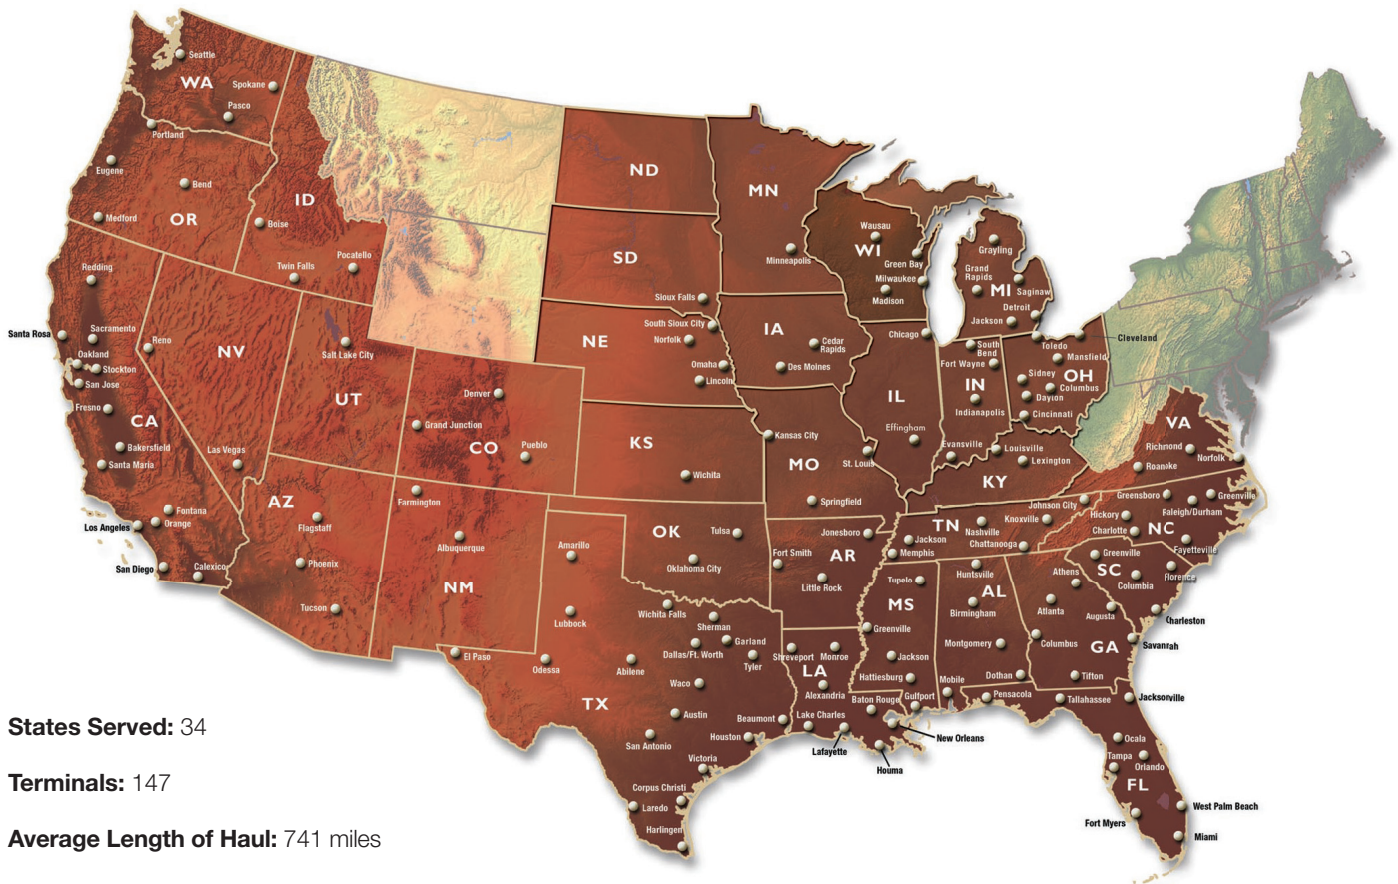 Seattle
WA
Spokane
Pasco
Portland
Eugene
Bend
OR
Medford
ID
Boise
Pocatello
Twin Falls
Redding
Santa Rosa
Sacramento
Oakland
Stockton
San Jose
Fresno
CA
Bakersfield
Santa Maria
Los Angeles
Fontana
Orange
San Diego
Calexico
Reno
NV
Las Vegas
Salt Lake City
UT
AZ
Flagstaff
Phoenix
Tucson
Denver
Grand Junction
CO
Pueblo
Farmington
Albuquerque
NM
ND
SD
Sioux Falls
South Sioux City
NE
Norfolk
Omaha
Lincoln
KS
Wichita
OK
Tulsa
Oklahoma City
Amarillo
Lubbock
Wichita Falls
Sherman
Garland
Dallas/Ft. Worth
Tyler
El Paso
Odessa
Abilene
Waco
TX
Austin
Beaumont
Houston
San Antonio
Victoria
Corpus Christi
Laredo
Harlingen
MN
Minneapolis
IA
Cedar
Rapids
Des Moines
Kansas City
MO
St. Louis
Springfield
Jonesboro
AR
Fort Smith
Little Rock
Shreveport
Monroe
LA
Alexandria
Baton Rouge
Lake Charles
Lafayette
New Orleans
Houma
Wausau
WI
Green Bay
Milwaukee
Madison
Chicago
IL
Effingham
Grayling
Grand
Rapids
MI
Saginaw
Detroit
Jackson
South
Bend
Fort Wayne
IN
Indianapolis
Evansville
Cleveland
Toledo
Mansfield
Sidney
OH
Columbus
Dayton
Cincinnati
Louisville
Lexington
KY
Johnson City
TN
Nashville
Knoxville
Jackson
Chattanooga
Memphis
Tupelo
MS
Greenville
Jackson
Hattiesburg
Gulfport
Huntsville
AL
Birmingham
Montgomery
Dothan
Mobile
VA
Richnond
Norfolk
Roanske
Greensboro
Greenville
Faleigh/Durham
Hickory
NC
Charlotte
Fayetteville
Greenville
SC
Columbia
Florence
Charleston
Athens
Atlanta
Augusta
Columbus
GA
Savanrah
Tifton
Pensacola
Tallahassee
Jacksonville
Ocala
Tampa
Orlando
FL
West Palm Beach
Fort Myers
Miami
States Served: 34
Terminals: 147
Average Length of Haul: 741 miles